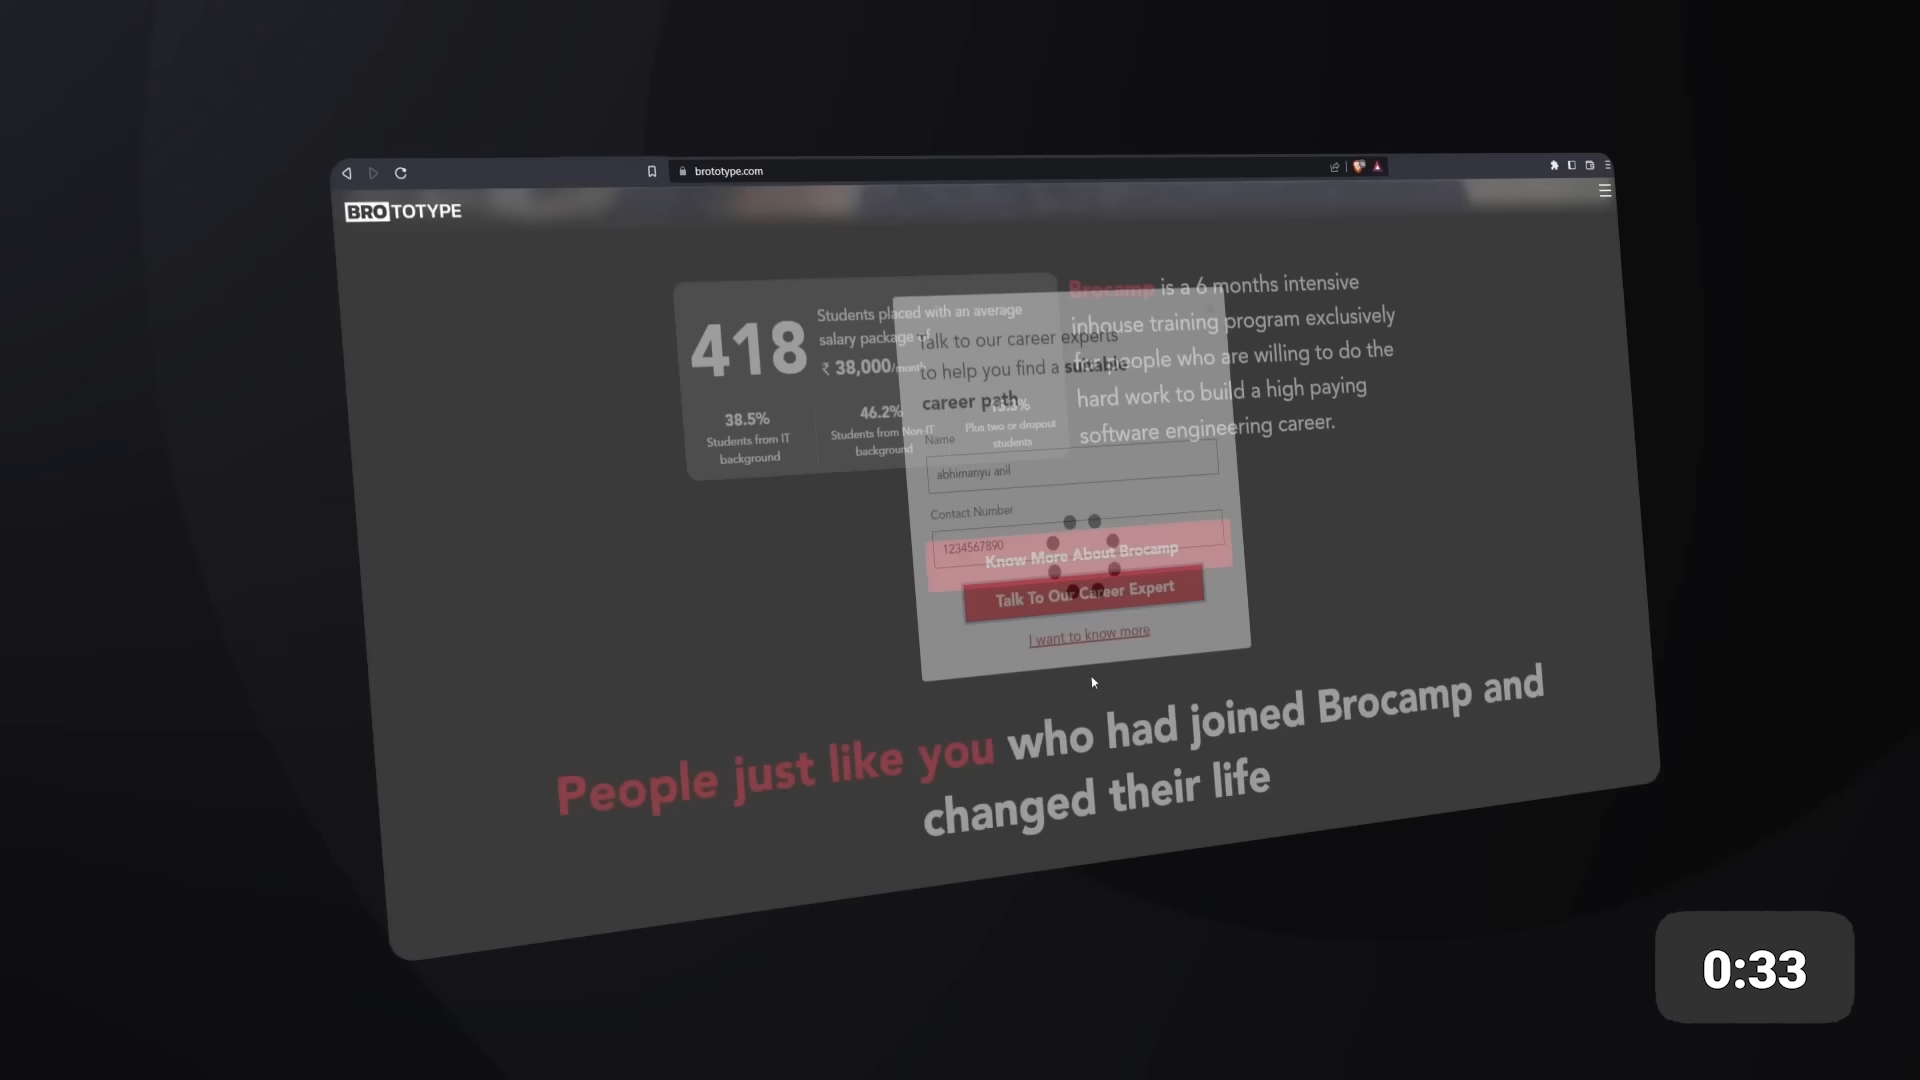 brototype.com
BROTOTYPE
418
Students placed with an average
salary package of
₹ 38,000/month
38.5%
Students from IT
background
46.2%
Students from Non-IT
background
15.3%
Plus two or dropout
students
Brocamp is a 6 months intensive
inhouse training program exclusively
for people who are willing to do the
hard work to build a high paying
software engineering career.
Talk to our career experts
to help you find a suitable
career path
Name
abhimanyu anil
Contact Number
1234567890
Know More About Brocamp
Talk To Our Career Expert
I want to know more
People just like you who had joined Brocamp and
changed their life
0:33